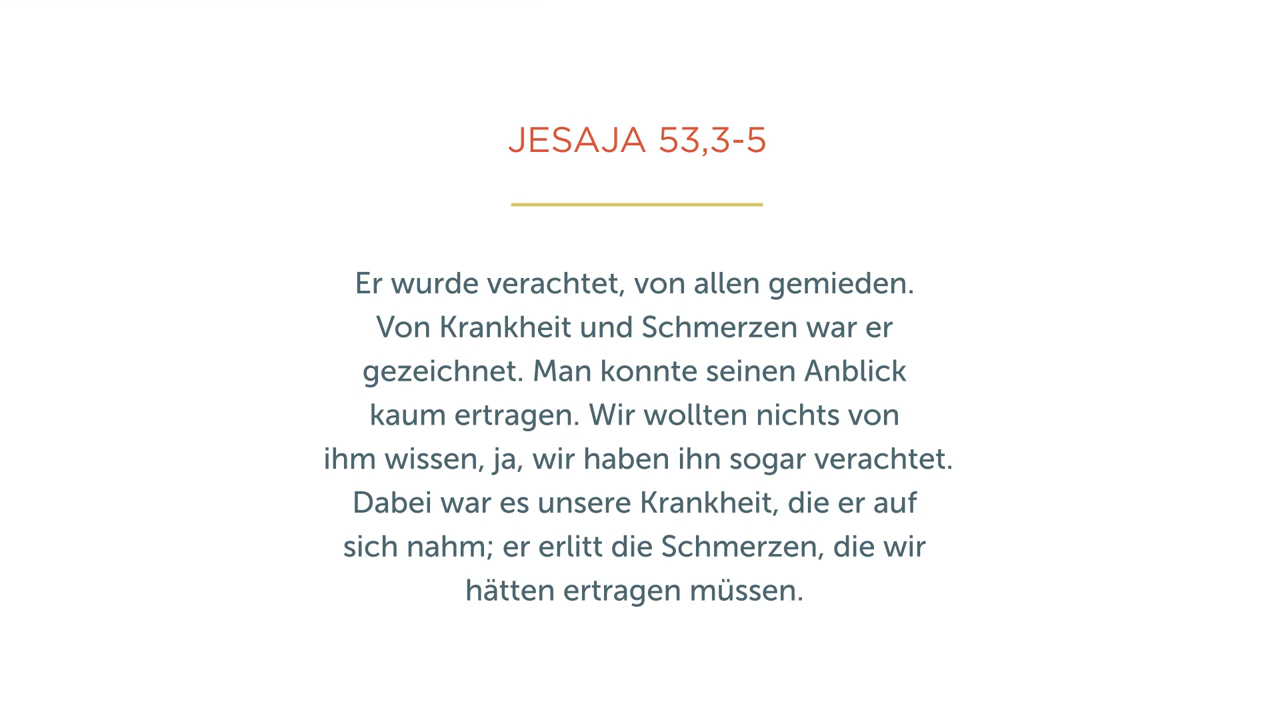 JESAJA 53,3-5
Er wurde verachtet, von allen gemieden.
Von Krankheit und Schmerzen war er
gezeichnet. Man konnte seinen Anblick
kaum ertragen. Wir wollten nichts von
ihm wissen, ja, wir haben ihn sogar verachtet.
Dabei war es unsere Krankheit, die er auf
sich nahm; er erlitt die Schmerzen, die wir
hätten ertragen müssen.